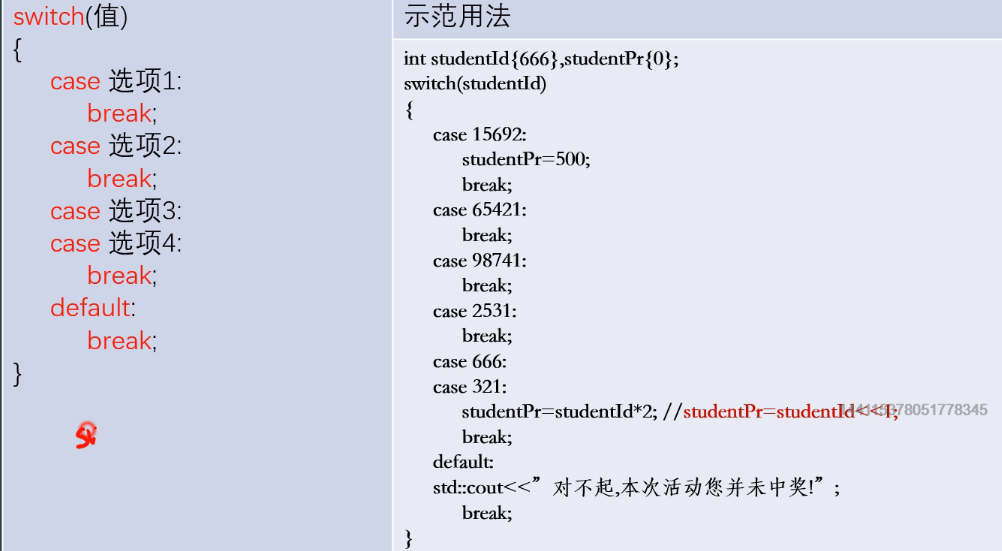 switch(值)
{
case 选项1:
break;
case 选项2:
break;
case 选项3:
case 选项4:
break;
default:
break;
}
示范用法
int studentId{666},studentPr{0};
switch(studentId)
{
case 15692:
studentPr=500;
break;
case 65421:
break;
case 98741:
break;
case 2531:
break;
case 666:
case 321:
studentPr=studentId*2; //studentPr=studentId<<1;
break;
default:
std::cout<<”对不起,本次活动您并未中奖!”;
break;
}